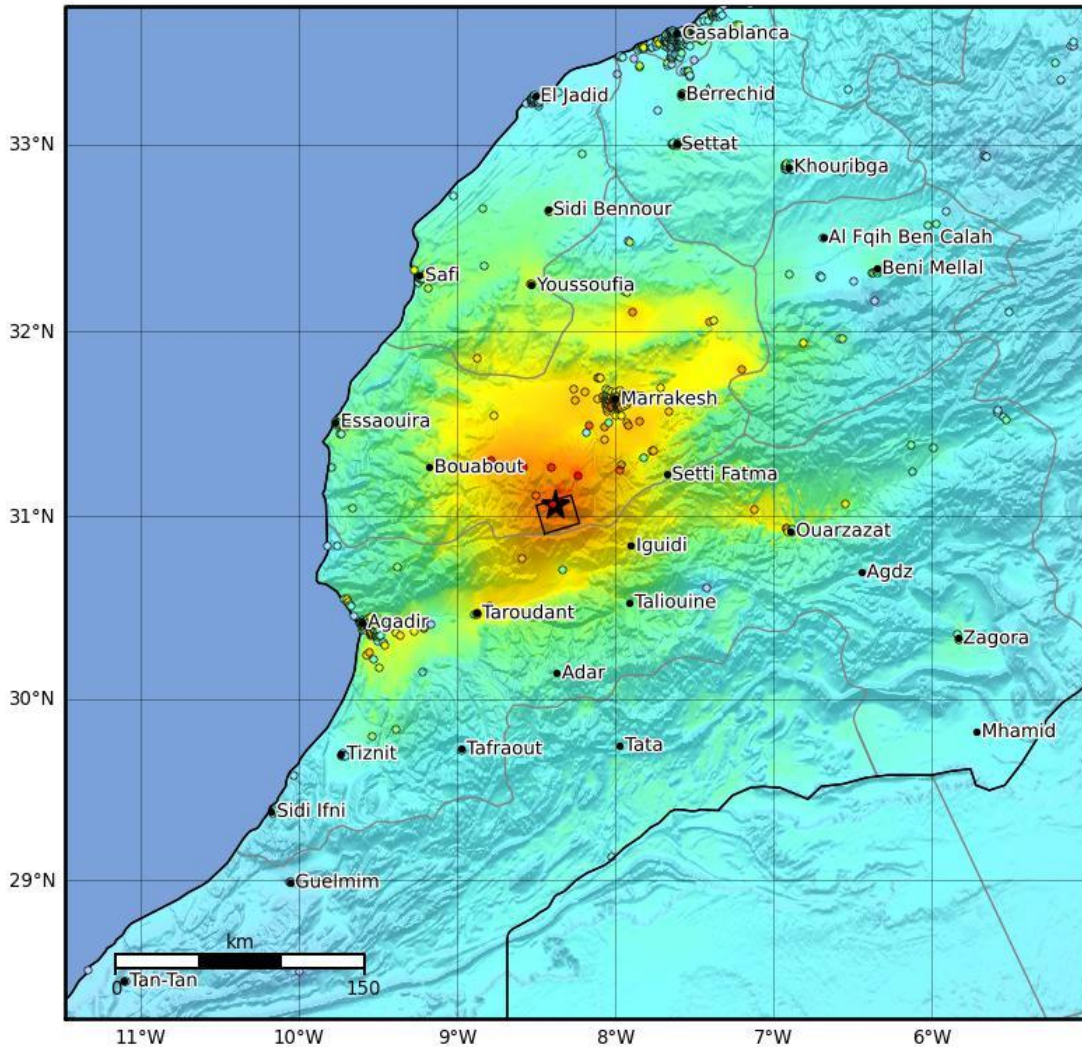 Casablanca
El Jadid
Berrechid
33°N
Settat
Khouribga
Sidi Bennour
Al Fqih Ben Calah
Beni Mellal
Safi
Youssoufia
32°N
Marrakesh
Essaouira
Bouabout
Setti Fatma
31°N
Ouarzazat
Iguidi
Agdz
Taliouine
Taroudant
Agadir
Zagora
Adar
30°N
Mhamid
Tiznit
Tafraout
Tata
Sidi Ifni
29°N
Guelmim
km
Tan-Tan
0
150
11°W
10°W
9°W
8°W
7°W
6°W